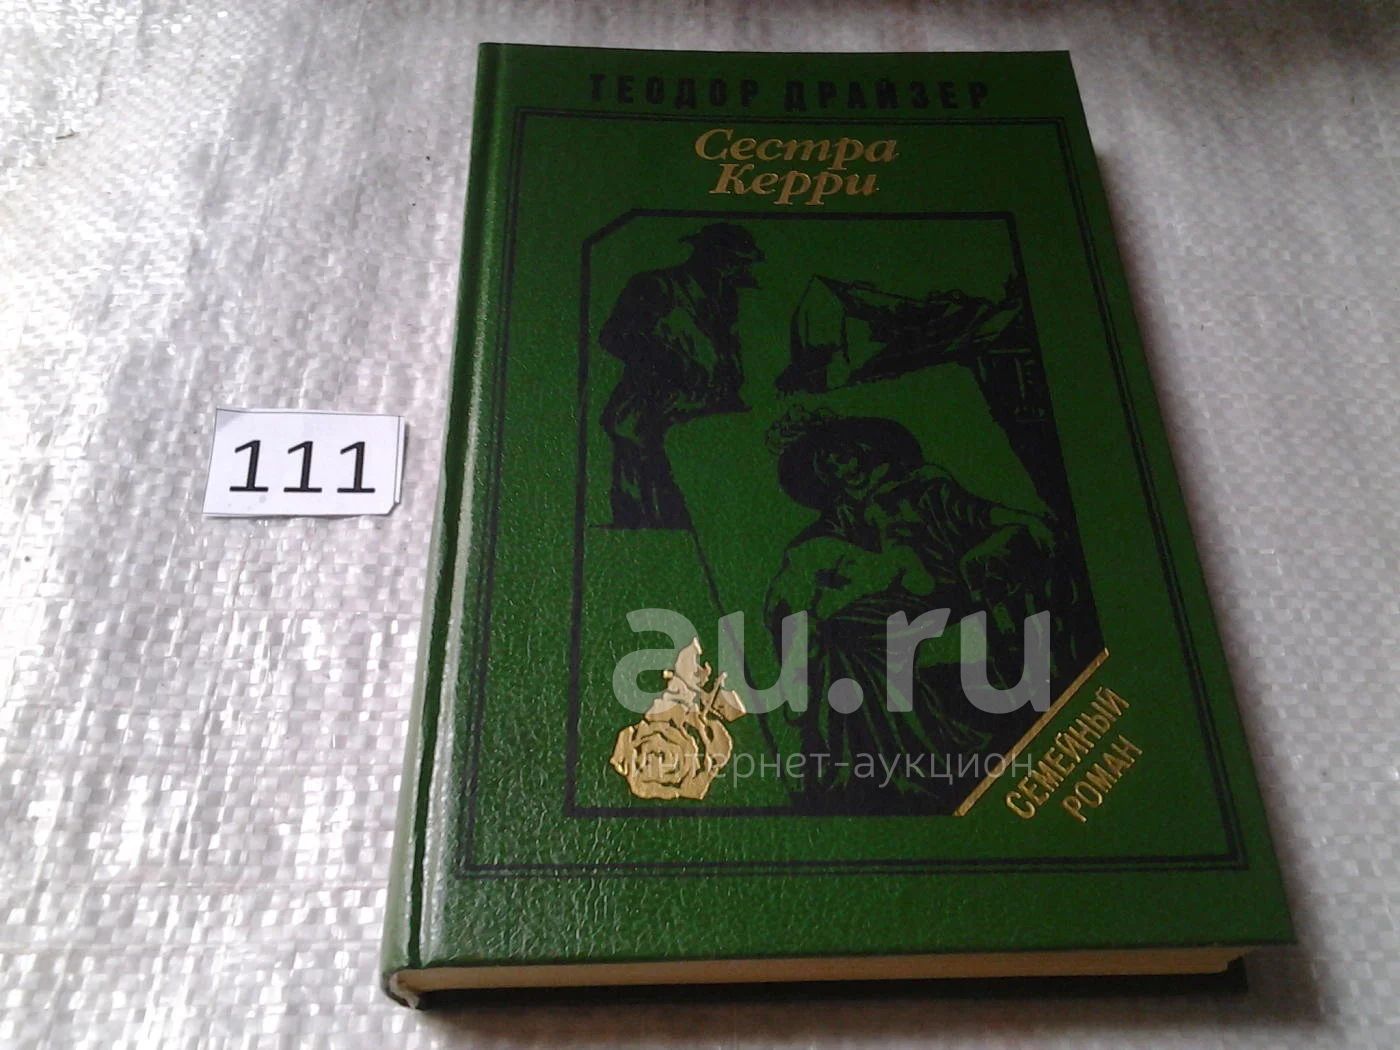 ТЕОДОР ДРАЙЗЕР
Сестра
Керри
111
au.ru
интернет-аукцион
СЕМЕЙНЫЙ
РОМАН